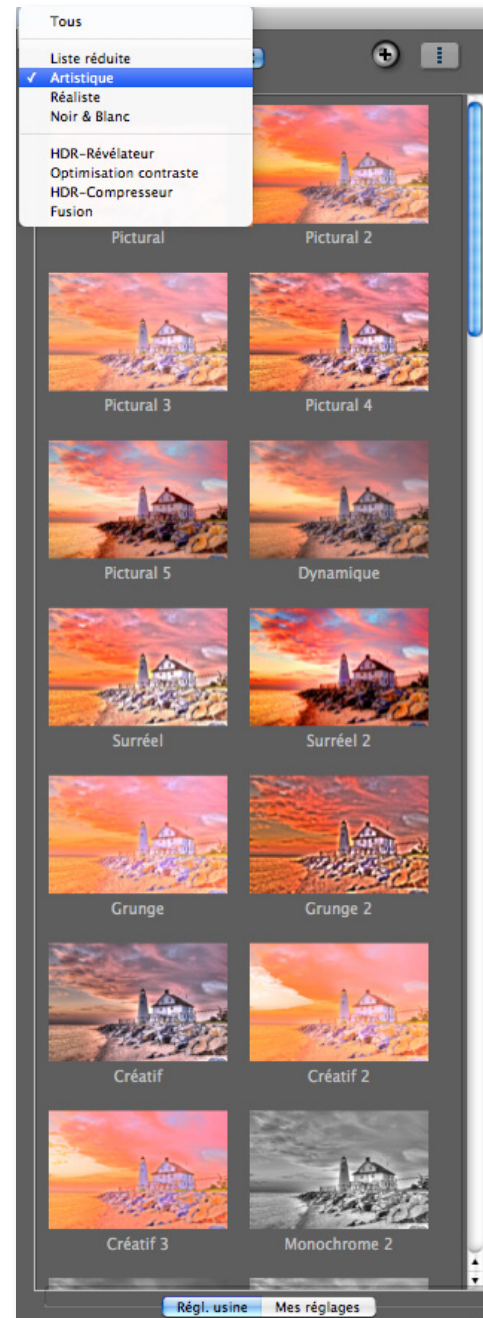 Tous
Liste réduite
✓ Artistique
Réaliste
Noir & Blanc
HDR-Révélateur
Optimisation contraste
HDR-Compresseur
Fusion
Pictural
Pictural 2
Pictural 3
Pictural 4
Pictural 5
Dynamique
Surréel
Surréel 2
Grunge
Grunge 2
Créatif
Créatif 2
Créatif 3
Monochrome 2
Régl. usine
Mes réglages